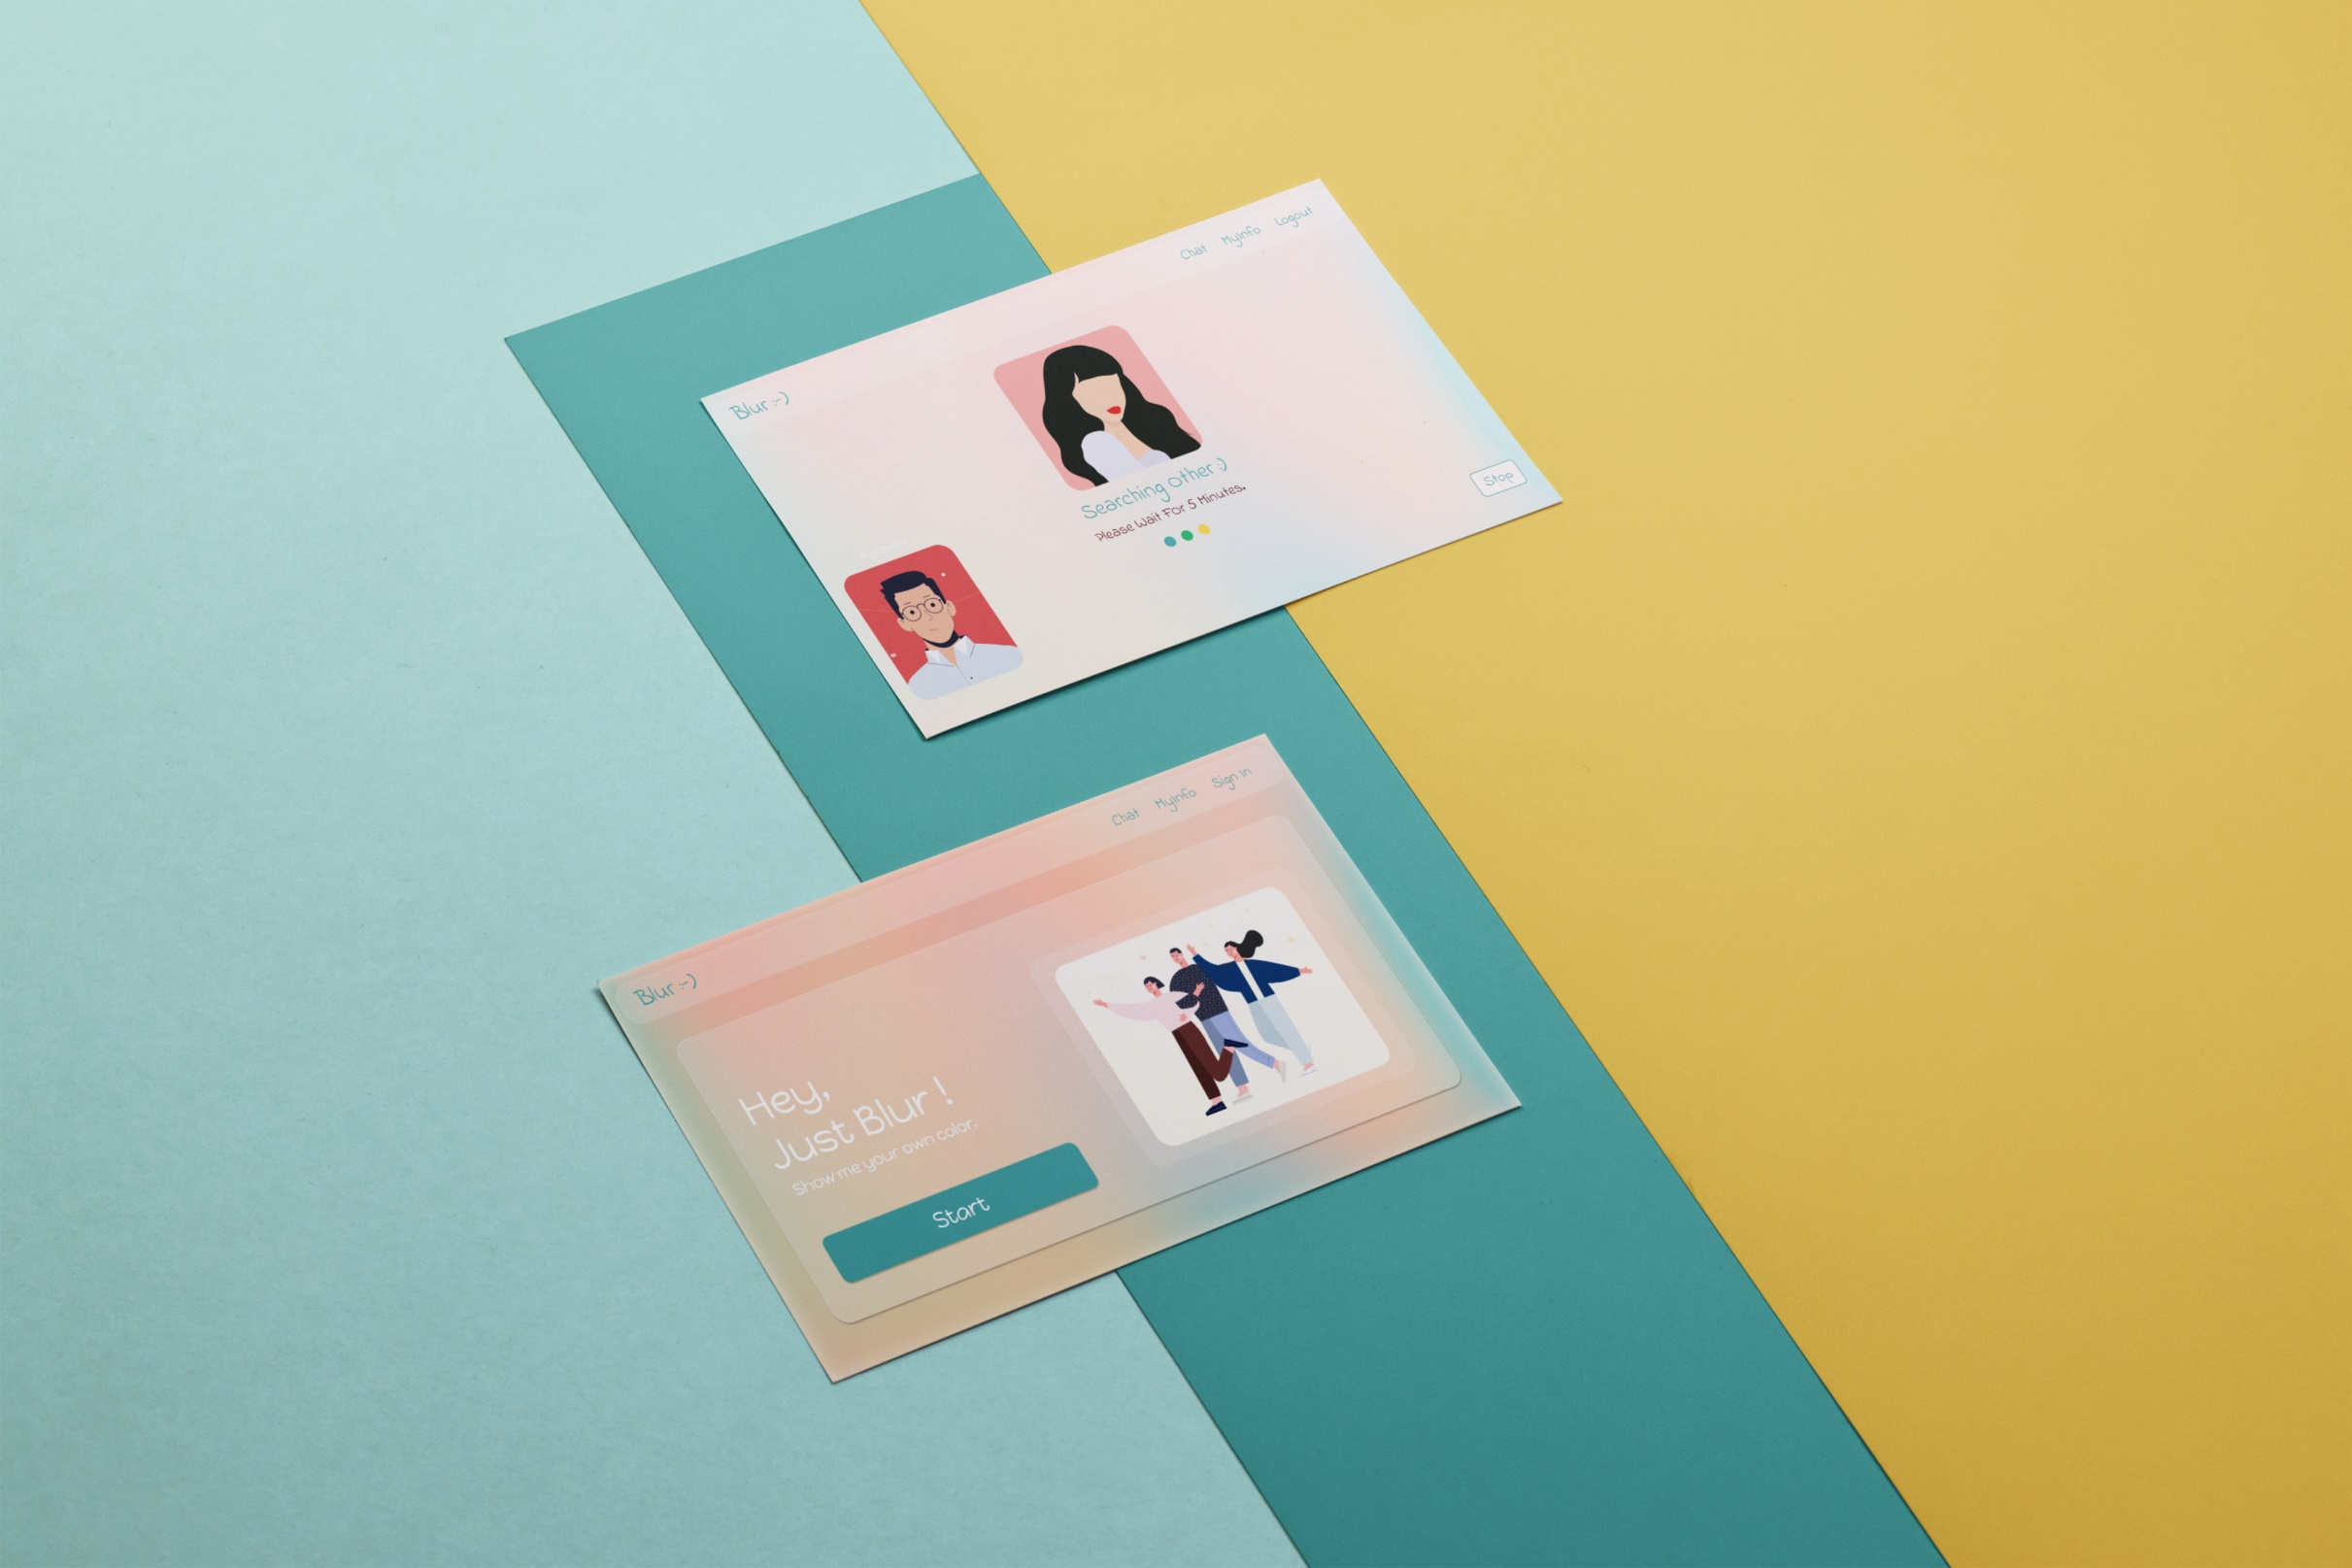 Blur :-)
Chat MyInfo Logout
Searching Other :)
Please Wait For 5 Minutes.
Stop
Blur :-)
Chat MyInfo Sign In
Hey,
Just Blur !
Show me your own color.
Start